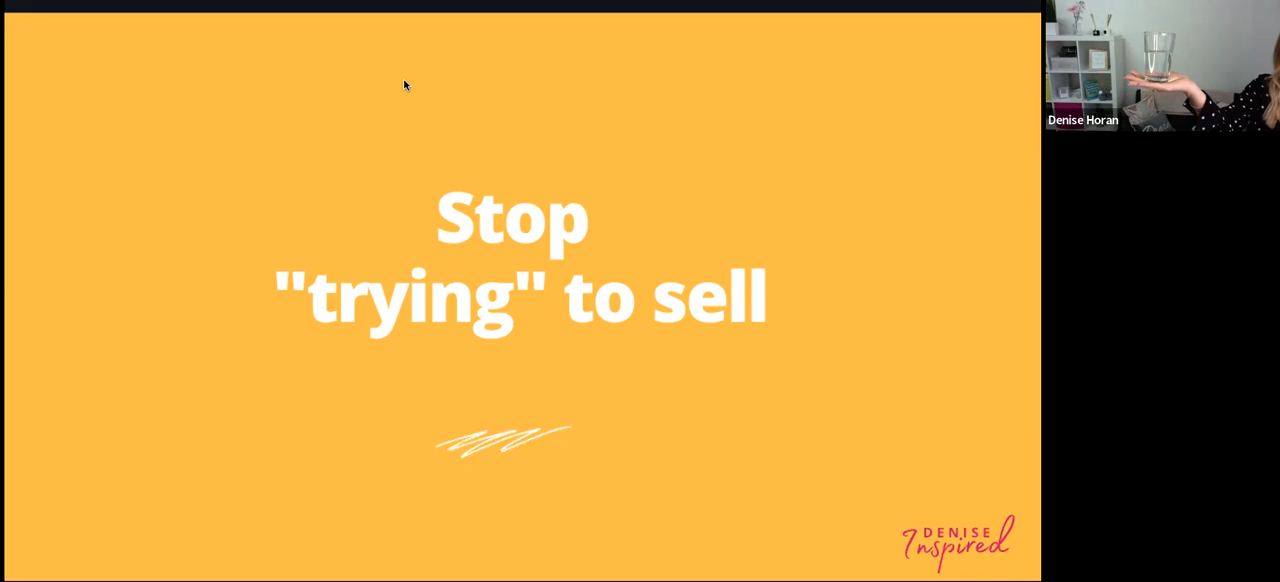 Stop
"trying" to sell
DENISE
Inspired
Denise Horan